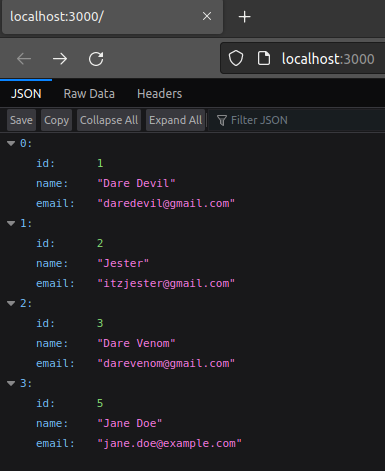 localhost:3000/
localhost:3000
JSON Raw Data Headers
Save Copy Collapse All Expand All Filter JSON
0:
id: 1
name: "Dare Devil"
email: "daredevil@gmail.com"
1:
id: 2
name: "Jester"
email: "itzjester@gmail.com"
2:
id: 3
name: "Dare Venom"
email: "darevenom@gmail.com"
3:
id: 5
name: "Jane Doe"
email: "jane.doe@example.com"